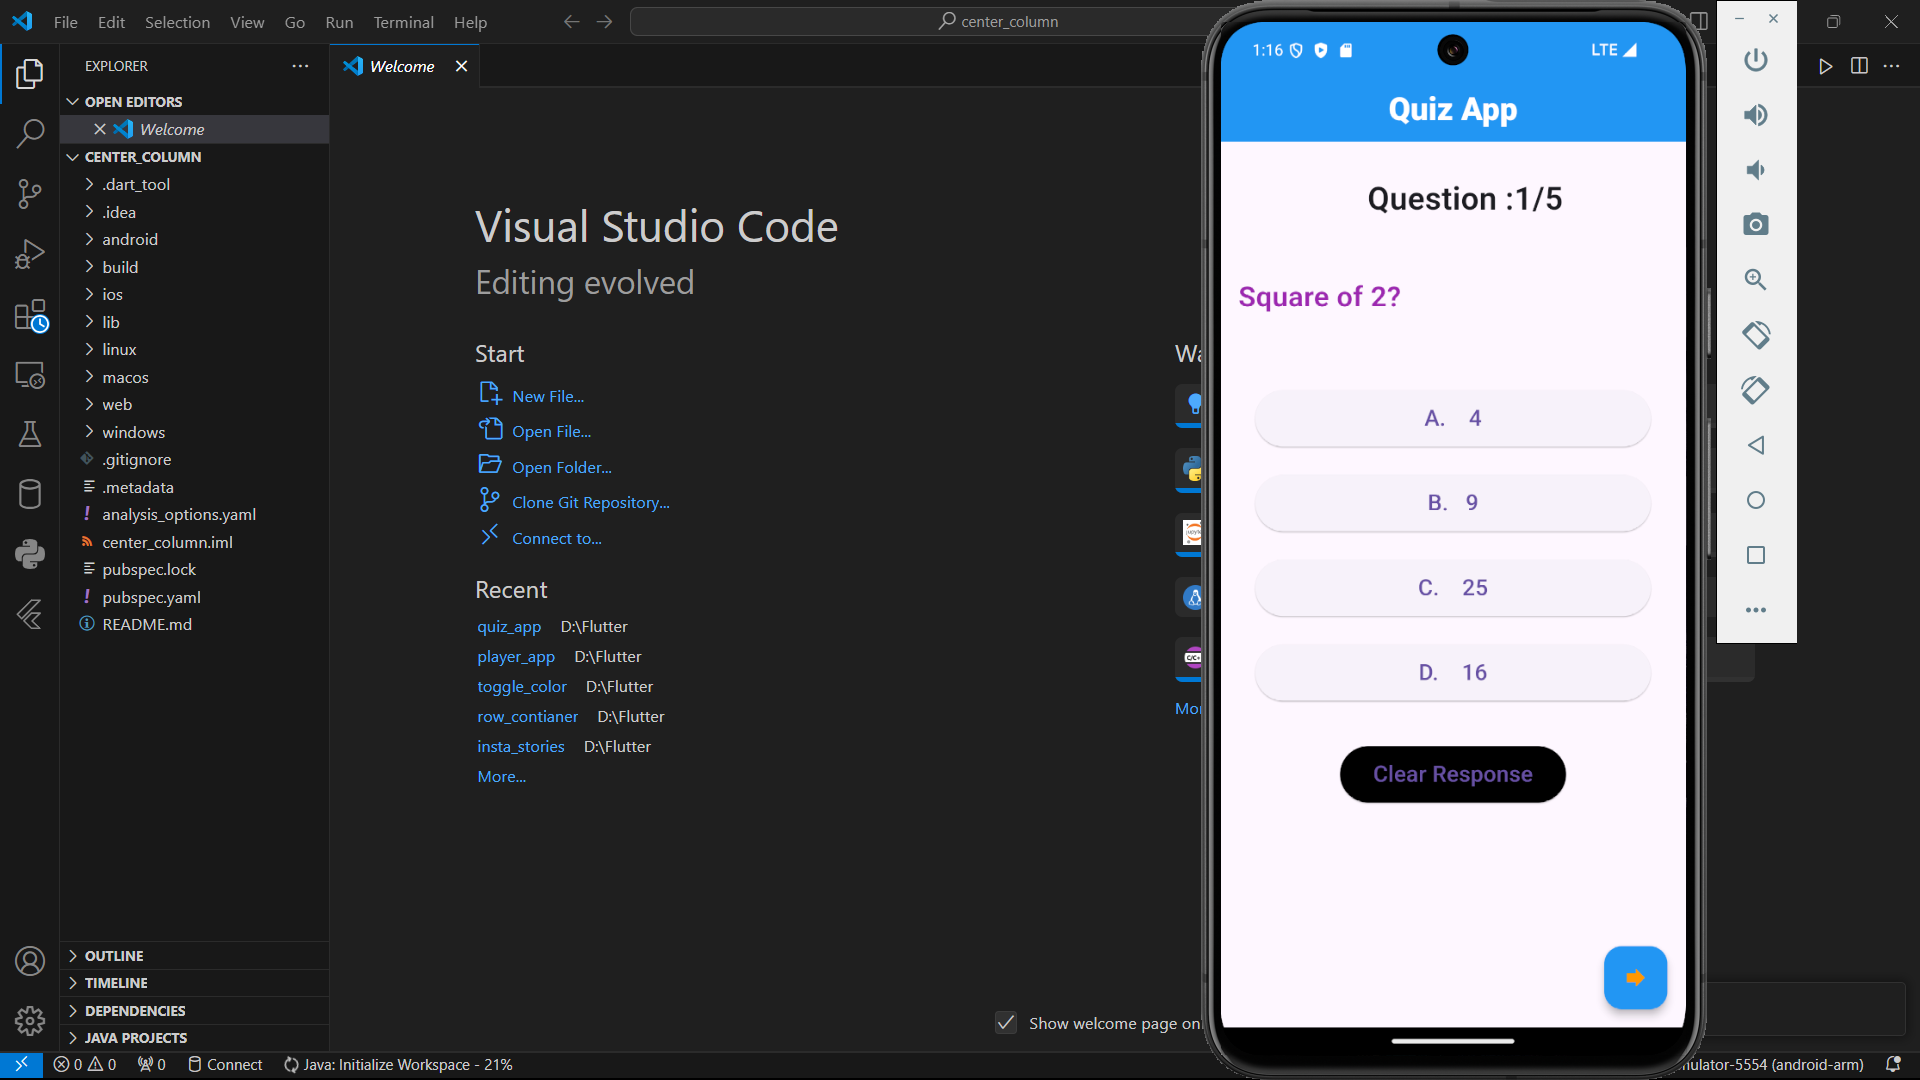 File Edit Selection View Go Run Terminal Help
center_column
EXPLORER
OPEN EDITORS
Welcome
CENTER_COLUMN
.dart_tool
.idea
android
build
ios
lib
linux
macos
web
windows
.gitignore
.metadata
analysis_options.yaml
center_column.iml
pubspec.lock
pubspec.yaml
README.md
OUTLINE
TIMELINE
DEPENDENCIES
JAVA PROJECTS
Welcome
Visual Studio Code
Editing evolved
Start
New File...
Open File...
Open Folder...
Clone Git Repository...
Connect to...
Recent
quiz_app D:\Flutter
player_app D:\Flutter
toggle_color D:\Flutter
row_contianer D:\Flutter
insta_stories D:\Flutter
More...
Show welcome page on
1:16 LTE
Quiz App
Question :1/5
Square of 2?
A. 4
B. 9
C. 25
D. 16
Clear Response
0 0 0 Connect Java: Initialize Workspace - 21%
-5554 (android-arm)